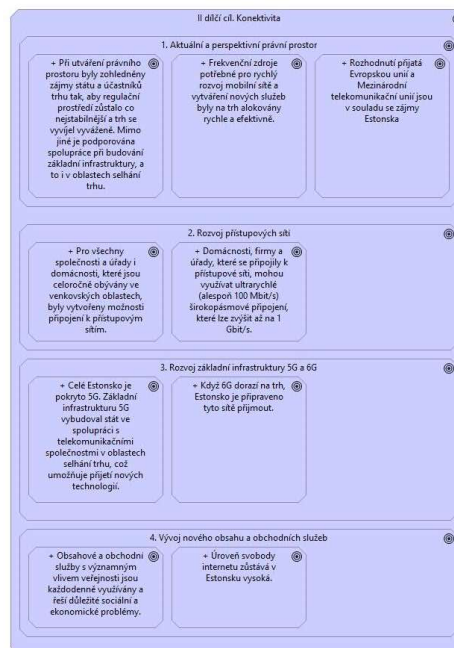 II dílčí cíl. Konektivita
1. Aktuální a perspektivní právní prostor
+ Při utváření právního
prostoru byly zohledněny
zájmy státu a účastníků
trhu tak, aby regulační
prostředí zůstalo co
nejstabilnější a trh se
vyvíjel vyváženě. Mimo
jiné je podporována
spolupráce při budování
základní infrastruktury, a
to i v oblastech selhání
trhu.
+ Frekvenční zdroje
potřebné pro rychlý
rozvoj mobilní sítě a
vytváření nových služeb
byly na trh alokovány
rychle a efektivně.
+ Rozhodnutí přijatá
Evropskou unií a
Mezinárodní
telekomunikační unií jsou
v souladu se zájmy
Estonska
2. Rozvoj přístupových sítí
+ Pro všechny
společnosti a úřady i
domácnosti, které jsou
celoročně obývány ve
venkovských oblastech,
byly vytvořeny možnosti
připojení k přístupovým
sítím.
+ Domácnosti, firmy a
úřady, které se připojily k
přístupové síti, mohou
využívat ultrarychlé
(alespoň 100 Mbit/s)
širokopásmové připojení,
které lze zvýšit až na 1
Gbit/s.
3. Rozvoj základní infrastruktury 5G a 6G
+ Celé Estonsko je
pokryto 5G. Základní
infrastrukturu 5G
vybudoval stát ve
spolupráci s
telekomunikačními
společnostmi v oblastech
selhání trhu, což
umožňuje přijetí nových
technologií.
+ Když 6G dorazí na trh,
Estonsko je připraveno
tyto sítě přijmout.
4. Vývoj nového obsahu a obchodních služeb
+ Obsahové a obchodní
služby s významným
vlivem veřejnosti jsou
každodenně využívány a
řeší důležité sociální a
ekonomické problémy.
+ Úroveň svobody
internetu zůstává v
Estonsku vysoká.